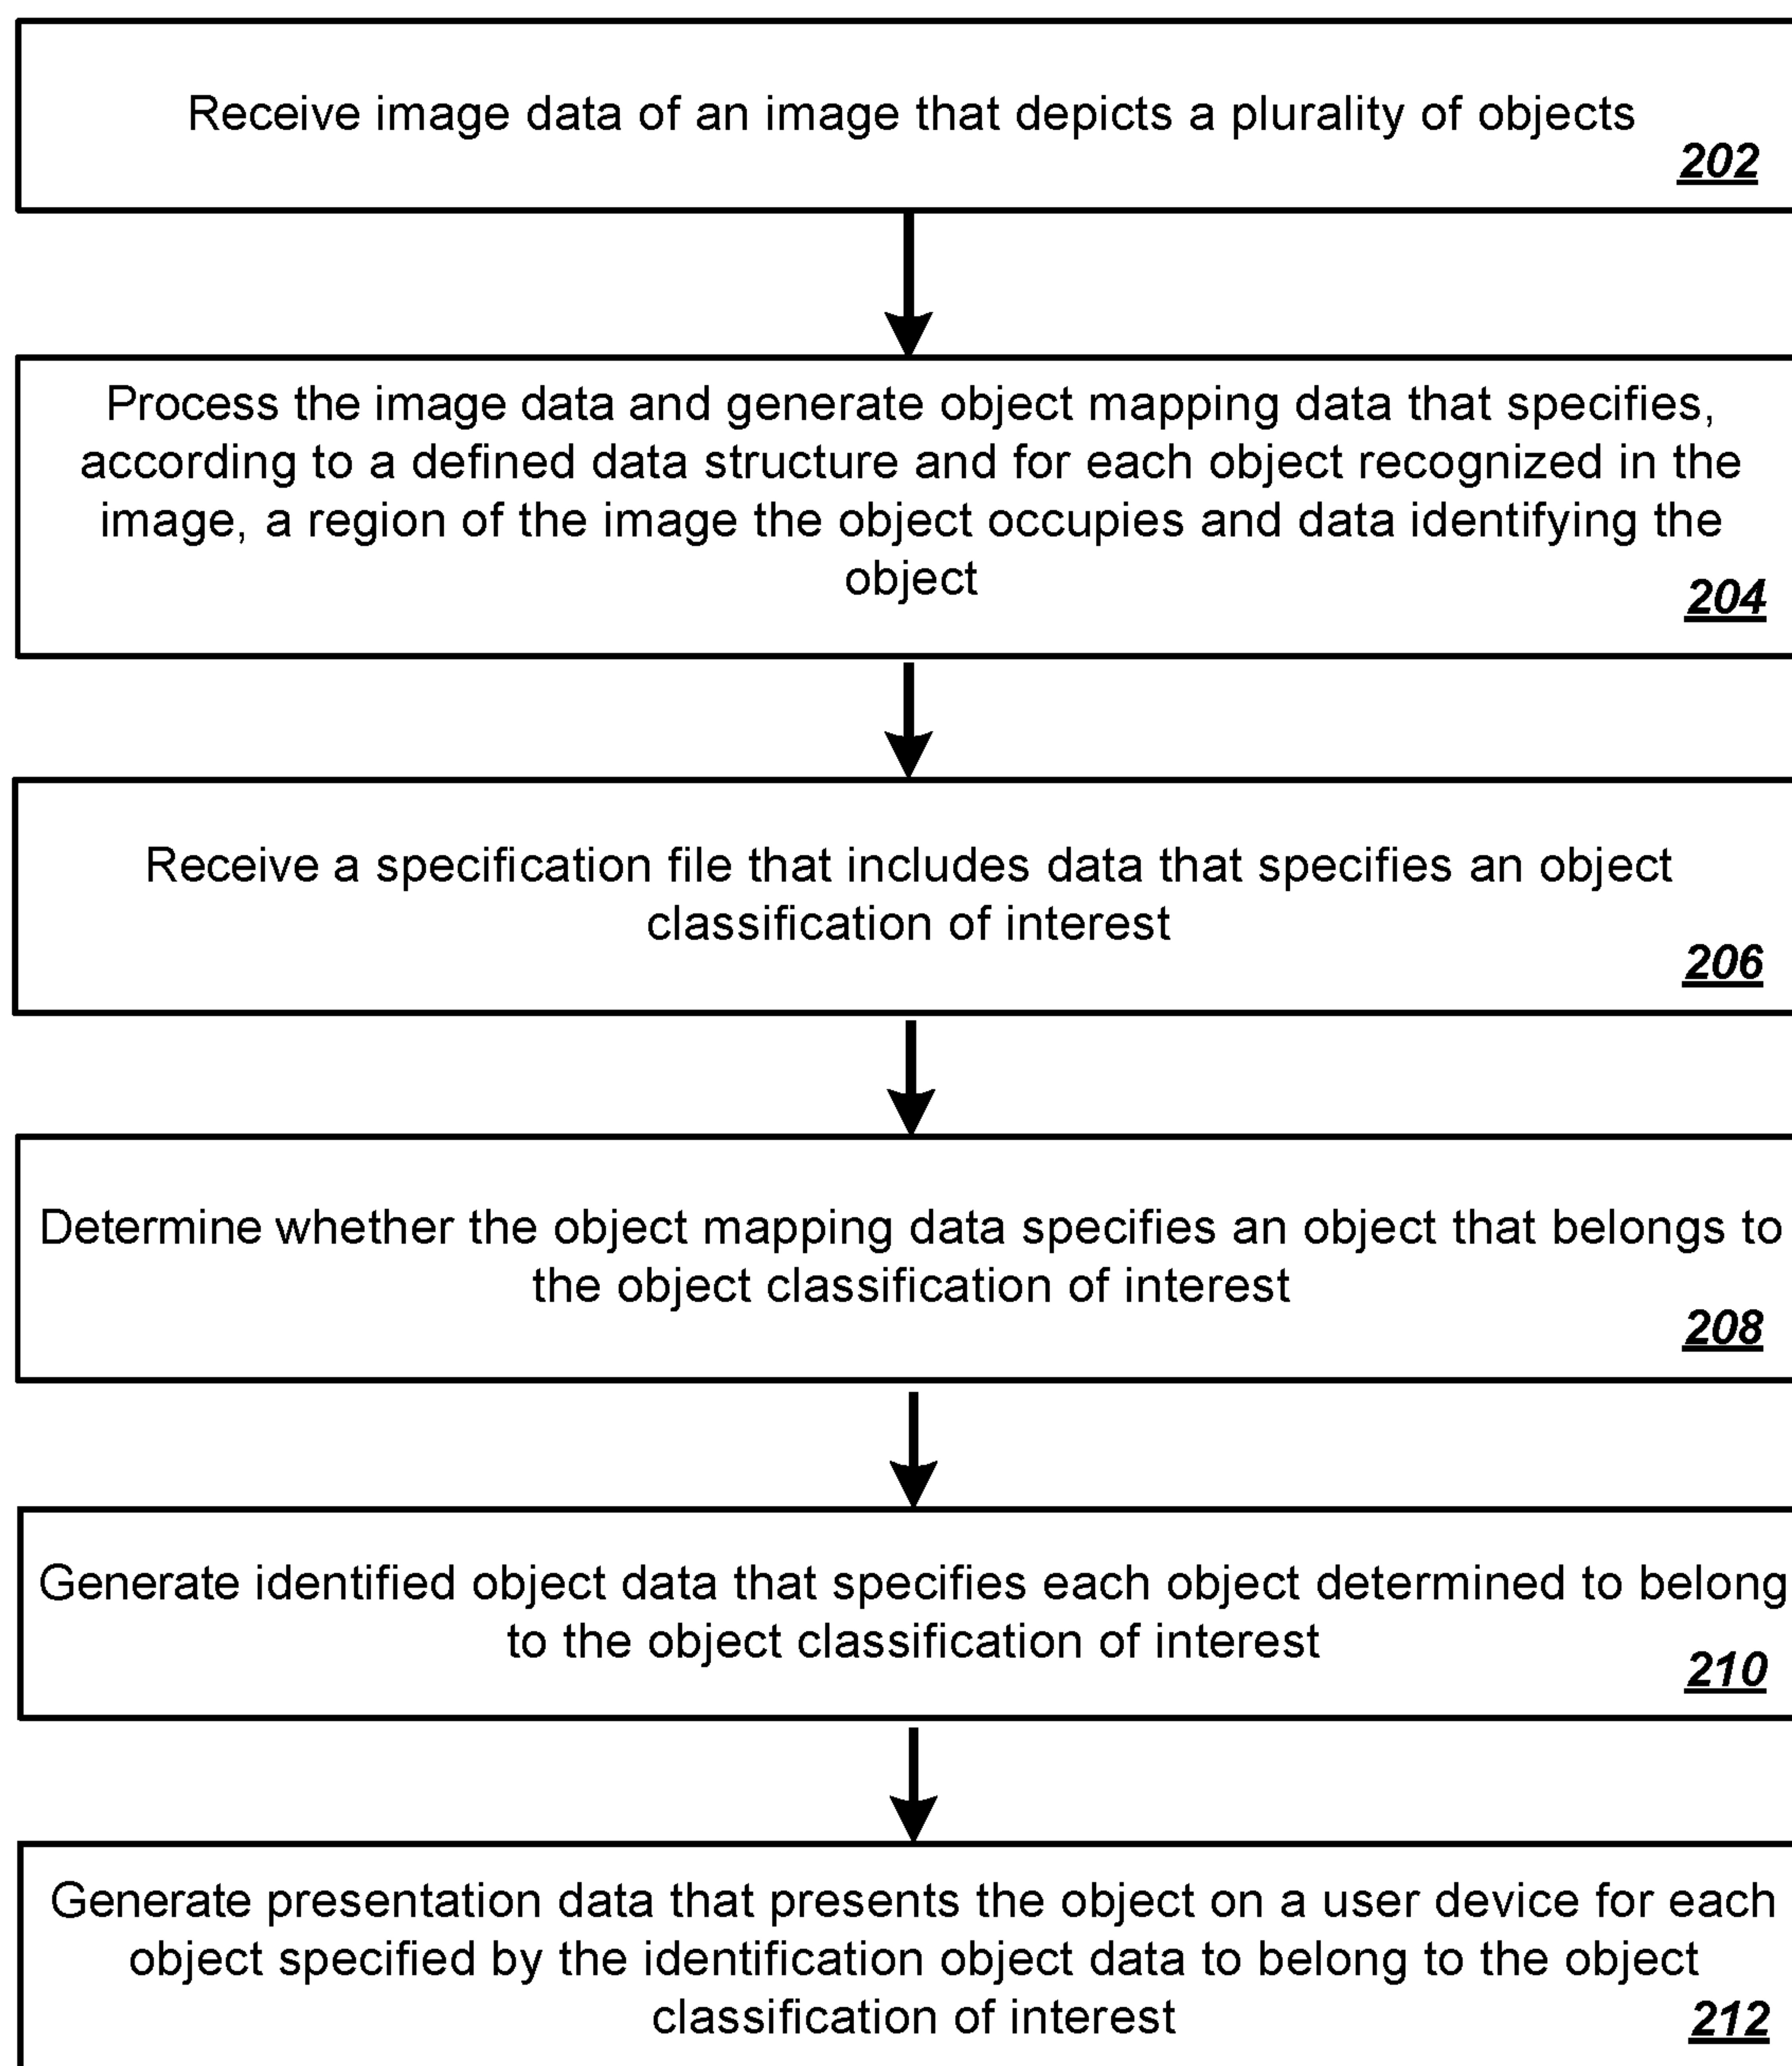 Receive image data of an image that depicts a plurality of objects
202
Process the image data and generate object mapping data that specifies,
according to a defined data structure and for each object recognized in the
image, a region of the image the object occupies and data identifying the
object
204
Receive a specification file that includes data that specifies an object
classification of interest
206
Determine whether the object mapping data specifies an object that belongs to
the object classification of interest
208
Generate identified object data that specifies each object determined to belong
to the object classification of interest
210
Generate presentation data that presents the object on a user device for each
object specified by the identification object data to belong to the object
classification of interest
212